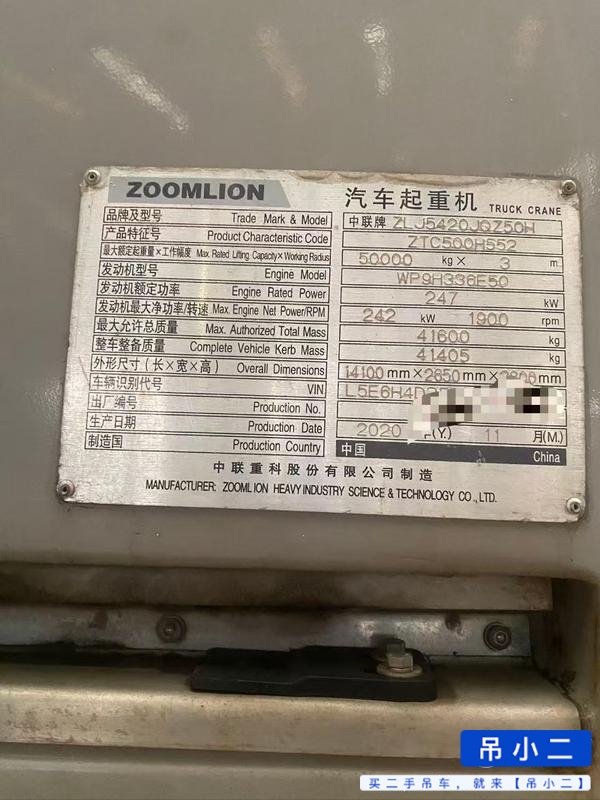 ZOOMLION 汽车起重机 TRUCK CRANE
品牌及型号 Trade Mark & Model 中联牌 ZLJ5420JQZ50H
产品特征号 Product Characteristic Code ZTC500H552
最大额定起重量×工作幅度 Max. Rated Lifting Capacity×Working Radius 50000 kg × 3 m
发动机型号 Engine Model WP9H336E50
发动机额定功率 Engine Rated Power 247 kW
发动机最大净功率/转速 Max. Engine Net Power/RPM 242 kW 1900 rpm
最大允许总质量 Max. Authorized Total Mass 41600 kg
整车整备质量 Complete Vehicle Kerb Mass 41405 kg
外形尺寸(长×宽×高) Overall Dimensions 14100 mm × 2850 mm × mm
车辆识别代号 VIN L5E6H4D
出厂编号 Production No.
生产日期 Production Date 2020 (Y.) 11 月(M.)
制造国 Production Country 中国 China
中联重科股份有限公司制造
MANUFACTURER: ZOOMLION HEAVY INDUSTRY SCIENCE & TECHNOLOGY CO., LTD.
吊小二
买二手吊车，就来【吊小二】